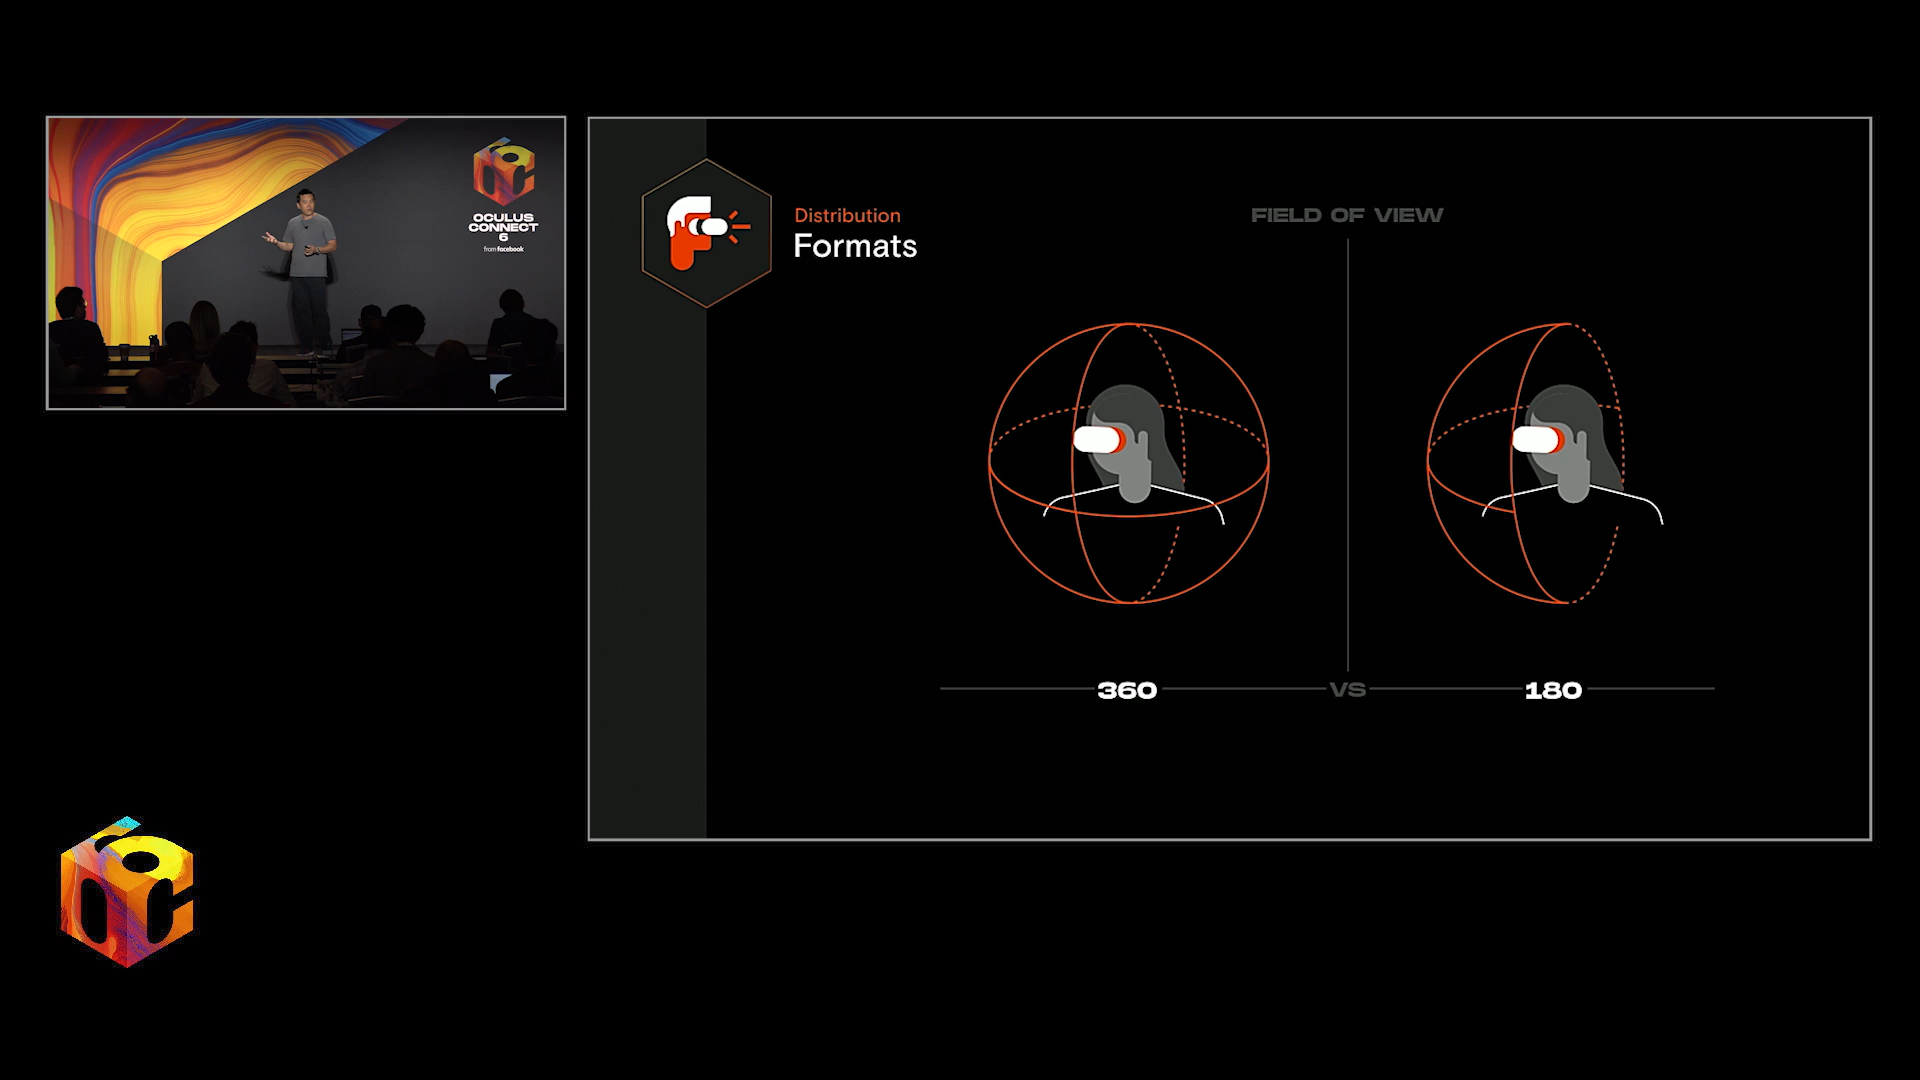 OCULUS
CONNECT
6
from facebook
Distribution
Formats
FIELD OF VIEW
360
VS
180